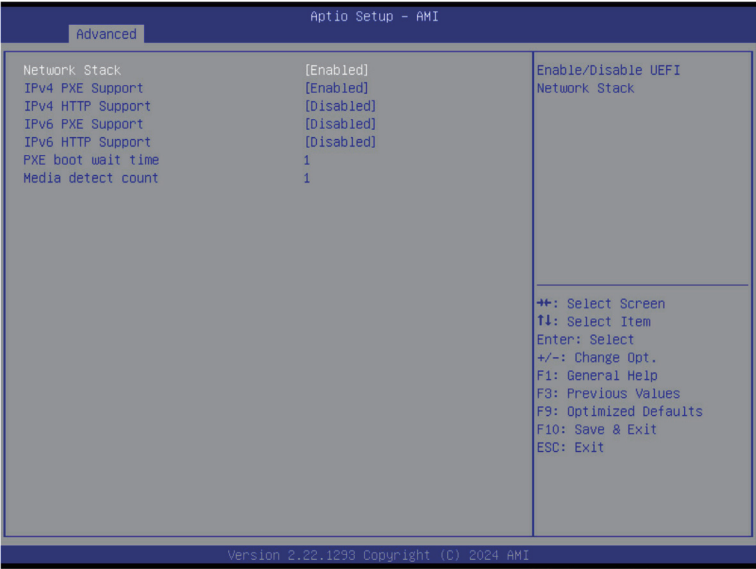 Aptio Setup – AMI
Advanced
Network Stack [Enabled]
IPv4 PXE Support [Enabled]
IPv4 HTTP Support [Disabled]
IPv6 PXE Support [Disabled]
IPv6 HTTP Support [Disabled]
PXE boot wait time 1
Media detect count 1
Enable/Disable UEFI
Network Stack
→←: Select Screen
↑↓: Select Item
Enter: Select
+/-: Change Opt.
F1: General Help
F3: Previous Values
F9: Optimized Defaults
F10: Save & Exit
ESC: Exit
Version 2.22.1293 Copyright (C) 2024 AMI